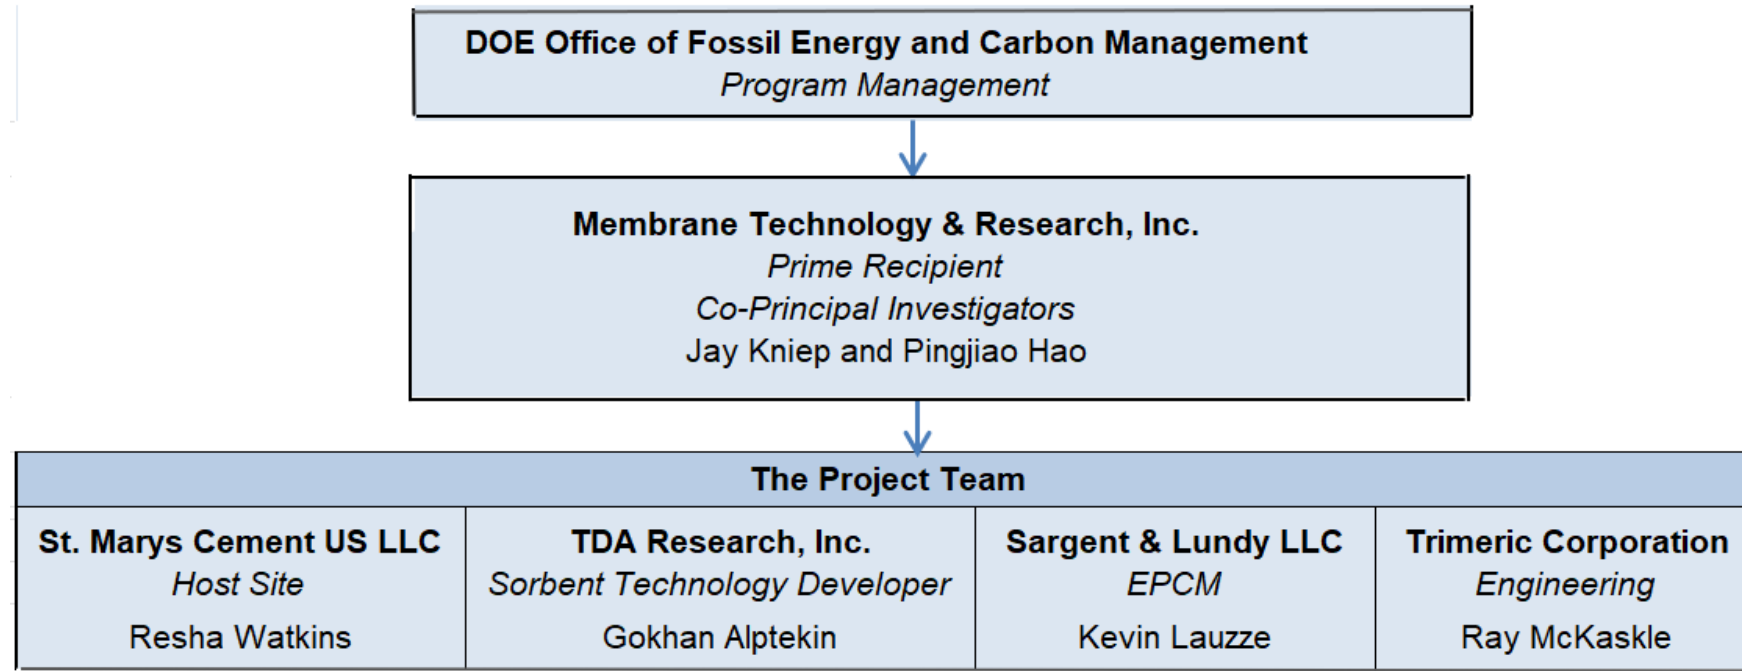 DOE Office of Fossil Energy and Carbon Management
Program Management
Membrane Technology & Research, Inc.
Prime Recipient
Co-Principal Investigators
Jay Kniep and Pingjiao Hao
The Project Team
St. Marys Cement US LLC
Host Site
Resha Watkins
TDA Research, Inc.
Sorbent Technology Developer
Gokhan Alptekin
Sargent & Lundy LLC
EPCM
Kevin Lauzze
Trimeric Corporation
Engineering
Ray McKaskle